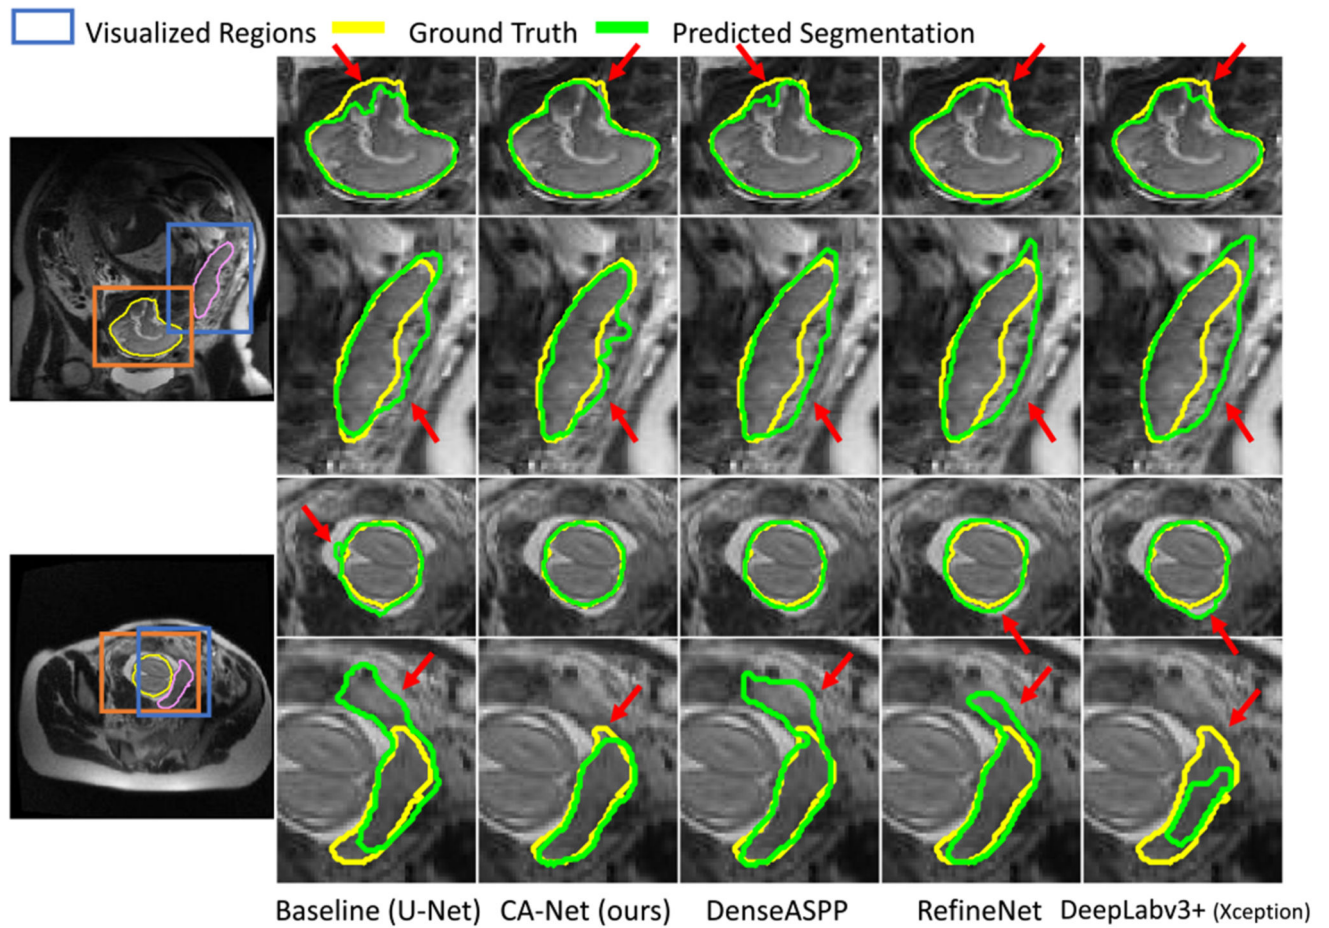 Visualized Regions Ground Truth Predicted Segmentation
Baseline (U-Net) CA-Net (ours) DenseASPP RefineNet DeepLabv3+ (Xception)